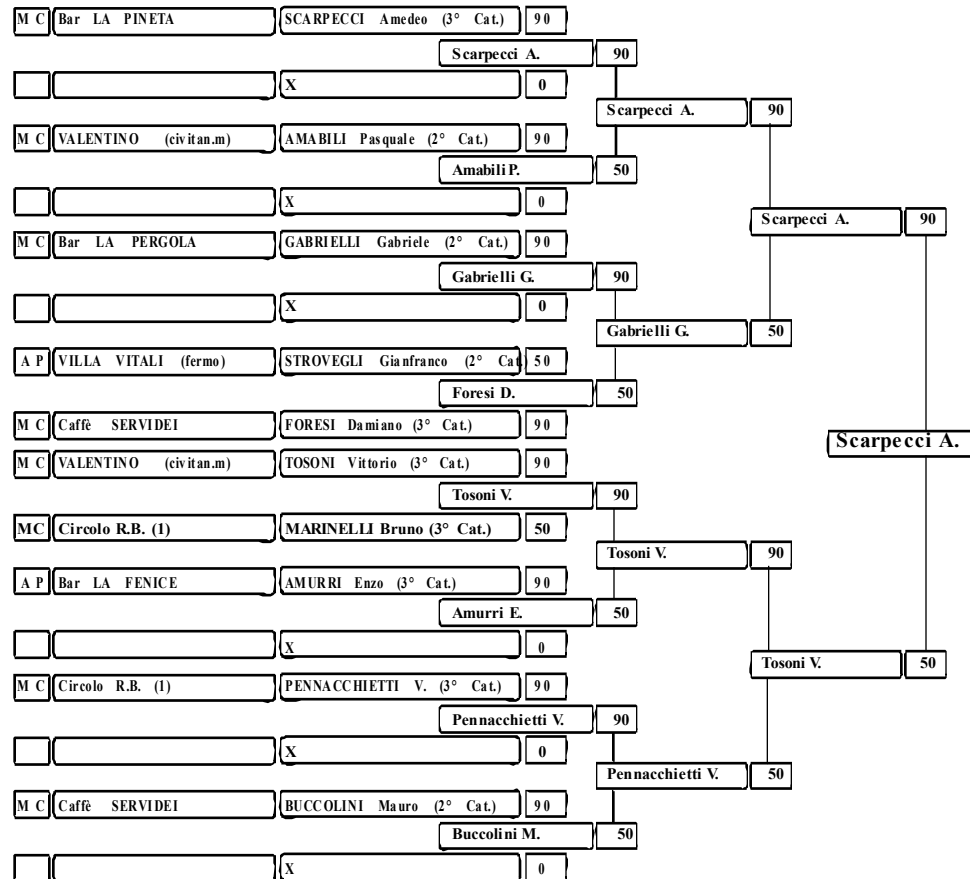 M C Bar LA PINETA SCARPECCI Amedeo (3° Cat.) 90
Scarpecci A. 90
X 0
Scarpecci A. 90
M C VALENTINO (civitan.m) AMABILI Pasquale (2° Cat.) 90
Amabili P. 50
X 0
Scarpecci A. 90
M C Bar LA PERGOLA GABRIELLI Gabriele (2° Cat.) 90
Gabrielli G. 90
X 0
Gabrielli G. 50
A P VILLA VITALI (fermo) STROVEGLI Gianfranco (2° Cat 50
Foresi D. 50
M C Caffè SERVIDEI FORESI Damiano (3° Cat.) 90
Scarpecci A.
M C VALENTINO (civitan.m) TOSONI Vittorio (3° Cat.) 90
Tosoni V. 90
MC Circolo R.B. (1) MARINELLI Bruno (3° Cat.) 50
Tosoni V. 90
A P Bar LA FENICE AMURRI Enzo (3° Cat.) 90
Amurri E. 50
X 0
Tosoni V. 50
M C Circolo R.B. (1) PENNACCHIETTI V. (3° Cat.) 90
Pennacchietti V. 90
X 0
Pennacchietti V. 50
M C Caffè SERVIDEI BUCCOLINI Mauro (2° Cat.) 90
Buccolini M. 50
X 0